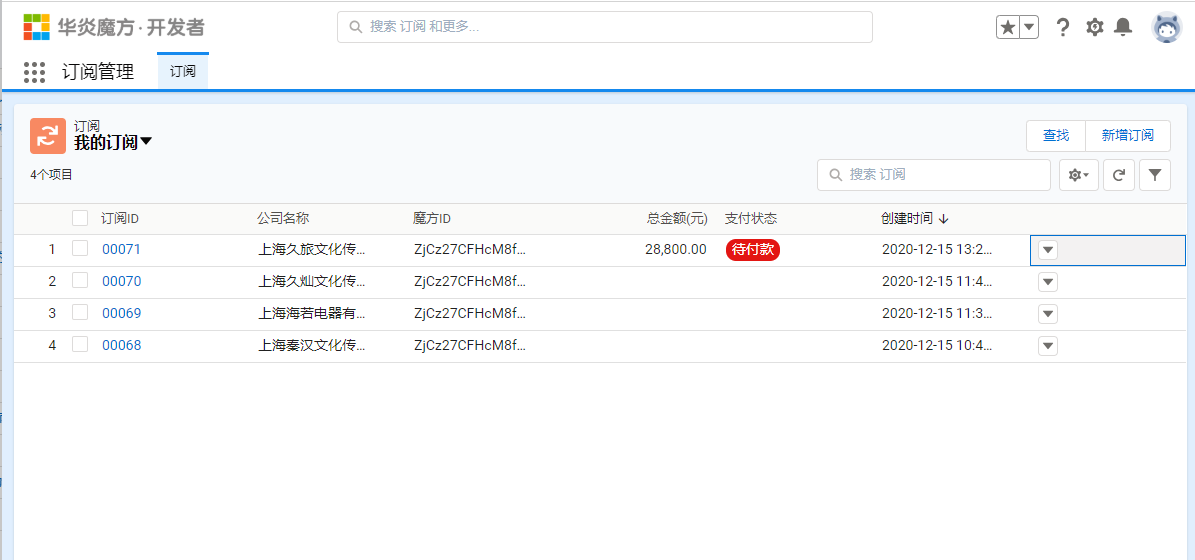 华炎魔方·开发者
搜索 订阅 和更多...
订阅管理
订阅
订阅
我的订阅
查找
新增订阅
4个项目
搜索 订阅
订阅ID 公司名称 魔方ID 总金额(元) 支付状态 创建时间
1 00071 上海久旅文化传... ZjCz27CFHcM8f... 28,800.00 待付款 2020-12-15 13:2...
2 00070 上海久灿文化传... ZjCz27CFHcM8f... 2020-12-15 11:4...
3 00069 上海海若电器有... ZjCz27CFHcM8f... 2020-12-15 11:3...
4 00068 上海秦汉文化传... ZjCz27CFHcM8f... 2020-12-15 10:4...